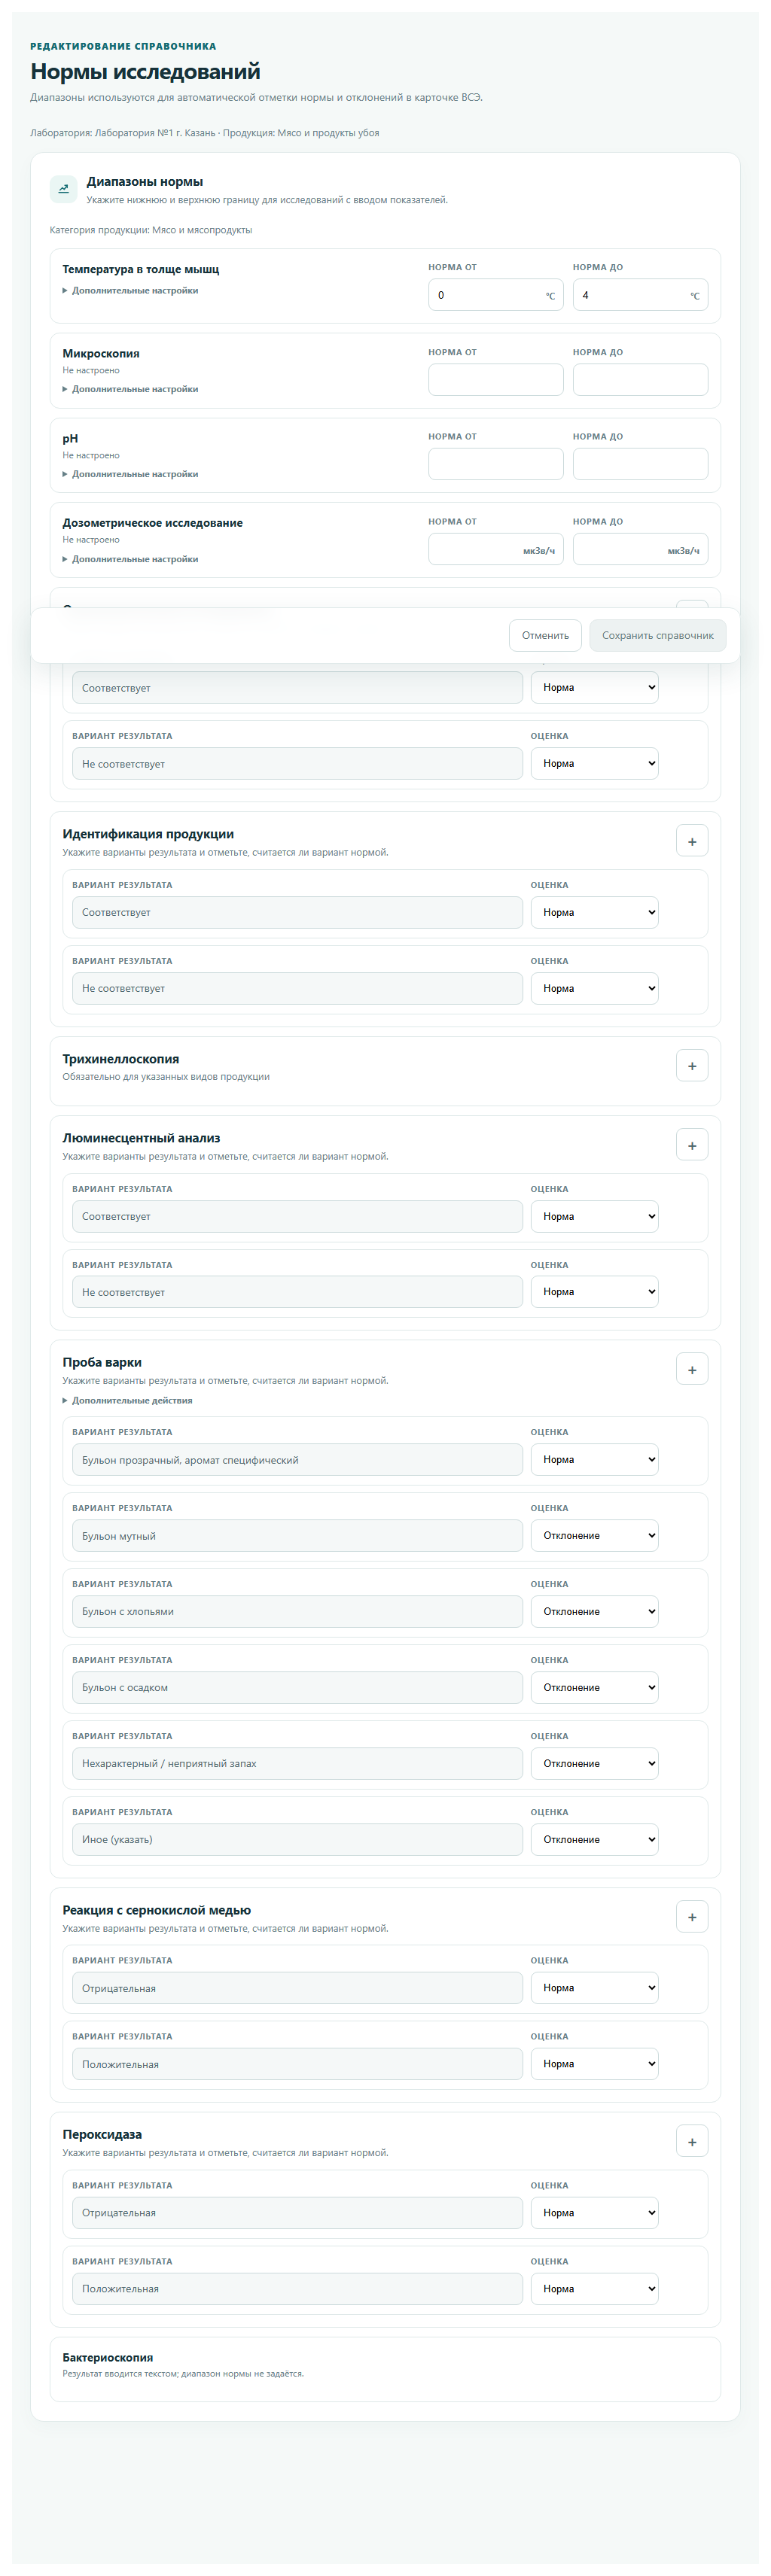 РЕДАКТИРОВАНИЕ СПРАВОЧНИКА
Нормы исследований
Диапазоны используются для автоматической отметки нормы и отклонений в карточке ВСЭ.
Лаборатория: Лаборатория №1 г. Казань · Продукция: Мясо и продукты убоя
Диапазоны нормы
Укажите нижнюю и верхнюю границу для исследований с вводом показателей.
Категория продукции: Мясо и мясопродукты
Температура в толще мышц
Дополнительные настройки
НОРМА ОТ
НОРМА ДО
0 °C
4 °C
Микроскопия
Не настроено
Дополнительные настройки
НОРМА ОТ
НОРМА ДО
pH
Не настроено
Дополнительные настройки
НОРМА ОТ
НОРМА ДО
Дозометрическое исследование
Не настроено
Дополнительные настройки
НОРМА ОТ
НОРМА ДО
мкЗв/ч
мкЗв/ч
Отменить
Сохранить справочник
Соответствует
Норма
ВАРИАНТ РЕЗУЛЬТАТА
ОЦЕНКА
Не соответствует
Норма
Идентификация продукции
+
Укажите варианты результата и отметьте, считается ли вариант нормой.
ВАРИАНТ РЕЗУЛЬТАТА
ОЦЕНКА
Соответствует
Норма
ВАРИАНТ РЕЗУЛЬТАТА
ОЦЕНКА
Не соответствует
Норма
Трихинеллоскопия
+
Обязательно для указанных видов продукции
Люминесцентный анализ
+
Укажите варианты результата и отметьте, считается ли вариант нормой.
ВАРИАНТ РЕЗУЛЬТАТА
ОЦЕНКА
Соответствует
Норма
ВАРИАНТ РЕЗУЛЬТАТА
ОЦЕНКА
Не соответствует
Норма
Проба варки
+
Укажите варианты результата и отметьте, считается ли вариант нормой.
Дополнительные действия
ВАРИАНТ РЕЗУЛЬТАТА
ОЦЕНКА
Бульон прозрачный, аромат специфический
Норма
ВАРИАНТ РЕЗУЛЬТАТА
ОЦЕНКА
Бульон мутный
Отклонение
ВАРИАНТ РЕЗУЛЬТАТА
ОЦЕНКА
Бульон с хлопьями
Отклонение
ВАРИАНТ РЕЗУЛЬТАТА
ОЦЕНКА
Бульон с осадком
Отклонение
ВАРИАНТ РЕЗУЛЬТАТА
ОЦЕНКА
Нехарактерный / неприятный запах
Отклонение
ВАРИАНТ РЕЗУЛЬТАТА
ОЦЕНКА
Иное (указать)
Отклонение
Реакция с сернокислой медью
+
Укажите варианты результата и отметьте, считается ли вариант нормой.
ВАРИАНТ РЕЗУЛЬТАТА
ОЦЕНКА
Отрицательная
Норма
ВАРИАНТ РЕЗУЛЬТАТА
ОЦЕНКА
Положительная
Норма
Пероксидаза
+
Укажите варианты результата и отметьте, считается ли вариант нормой.
ВАРИАНТ РЕЗУЛЬТАТА
ОЦЕНКА
Отрицательная
Норма
ВАРИАНТ РЕЗУЛЬТАТА
ОЦЕНКА
Положительная
Норма
Бактериоскопия
Результат вводится текстом; диапазон нормы не задаётся.